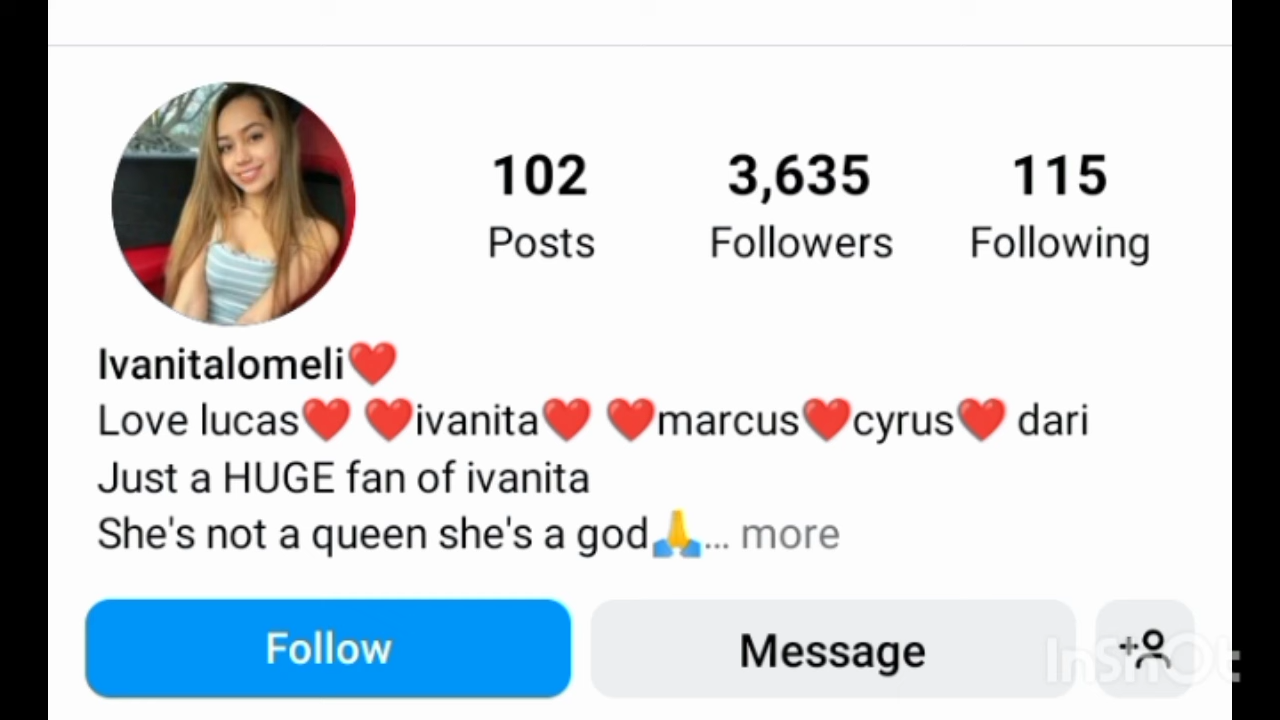 102
3,635
115
Posts
Followers
Following
Ivanitalomeli❤️
Love lucas❤️ ❤️ivanita❤️ ❤️marcus❤️cyrus❤️ dari
Just a HUGE fan of ivanita
She's not a queen she's a god🙏... more
Follow
Message
InShOt